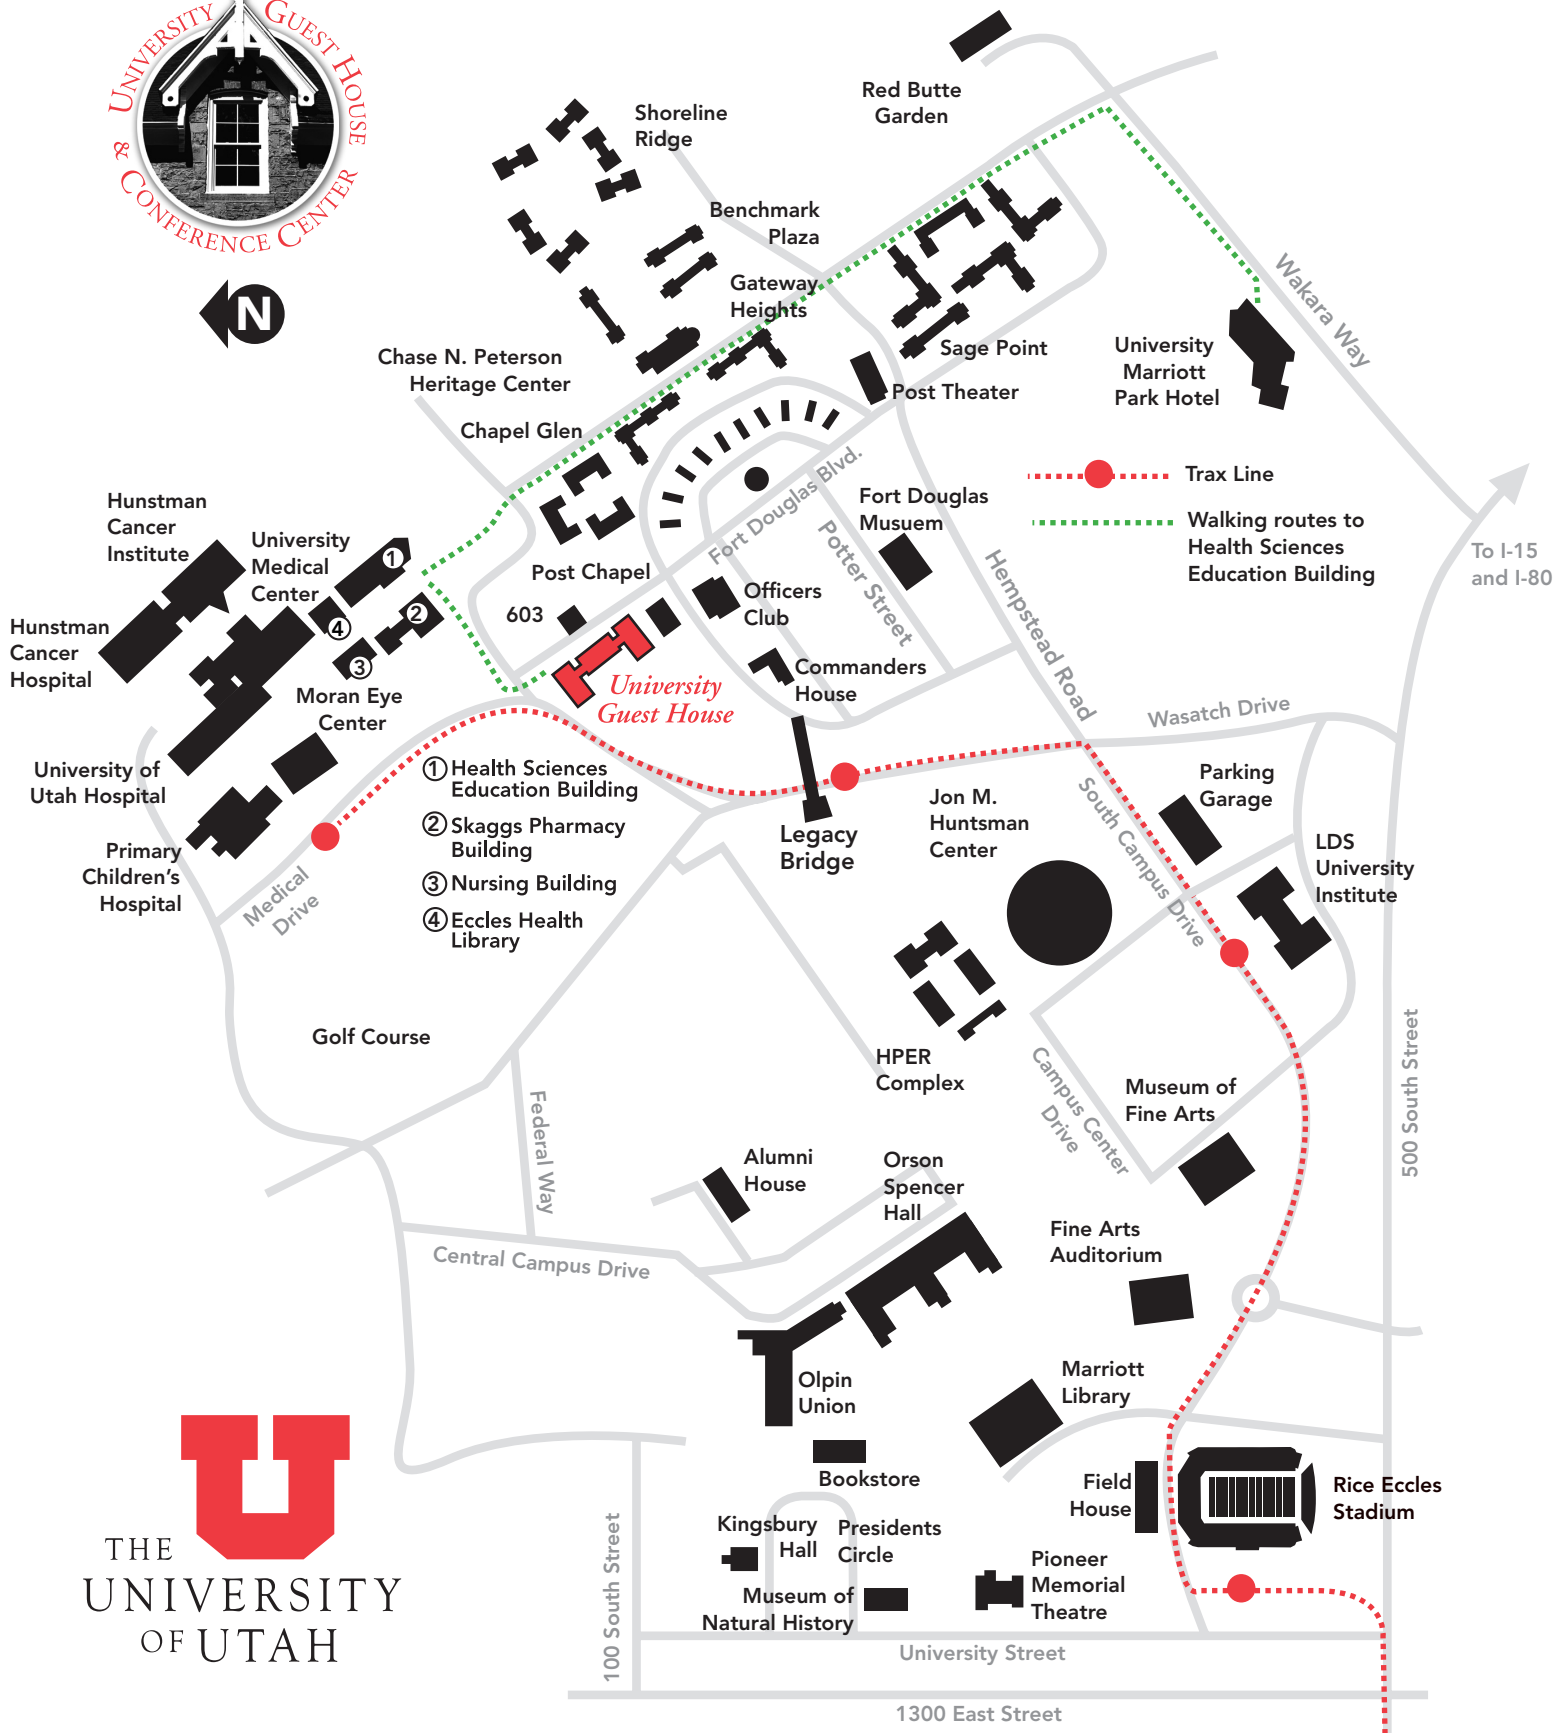 UNIVERSITY GUEST HOUSE
& CONFERENCE CENTER
N
Red Butte
Garden
Shoreline
Ridge
Benchmark
Plaza
Gateway
Heights
Chase N. Peterson
Heritage Center
Chapel Glen
Sage Point
Post Theater
University
Marriott
Park Hotel
Wakara Way
Trax Line
Walking routes to
Health Sciences
Education Building
To I-15
and I-80
Fort Douglas Blvd.
Fort Douglas
Musuem
Potter Street
Hempstead Road
Hunstman
Cancer
Institute
University
Medical
Center
1
2
3
4
Hunstman
Cancer
Hospital
Post Chapel
603
Officers
Club
Commanders
House
University
Guest House
Moran Eye
Center
University of
Utah Hospital
Primary
Children's
Hospital
Medical
Drive
1 Health Sciences
Education Building
2 Skaggs Pharmacy
Building
3 Nursing Building
4 Eccles Health
Library
Legacy
Bridge
Wasatch Drive
South Campus Drive
Parking
Garage
Jon M.
Huntsman
Center
LDS
University
Institute
Golf Course
HPER
Complex
Campus Center
Drive
Museum of
Fine Arts
500 South Street
Federal Way
Alumni
House
Orson
Spencer
Hall
Fine Arts
Auditorium
Central Campus Drive
Olpin
Union
Marriott
Library
Bookstore
Field
House
Rice Eccles
Stadium
Kingsbury
Hall
Presidents
Circle
Museum of
Natural History
Pioneer
Memorial
Theatre
100 South Street
University Street
1300 East Street
THE
UNIVERSITY
OF UTAH